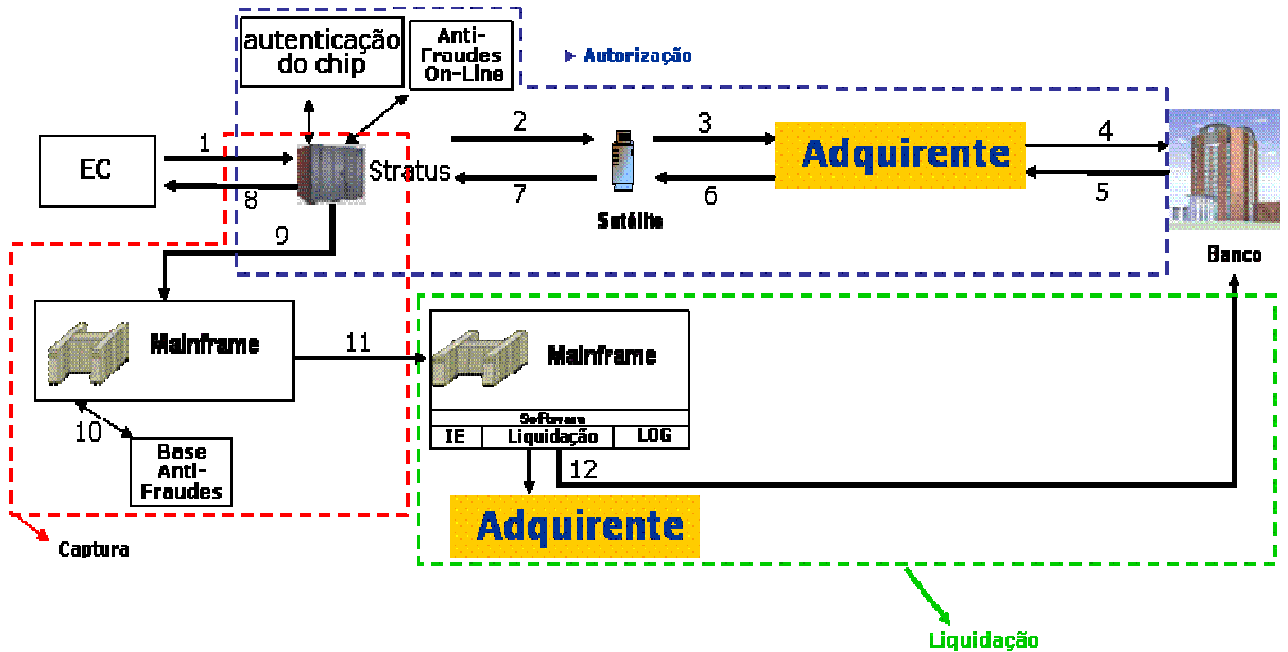 autenticação
do chip
Anti-
Fraudes
On-Line
Autorização
EC
1
8
Stratus
2
7
Satélite
3
6
Adquirente
4
5
Banco
9
Mainframe
10
Base
Anti-
Fraudes
Captura
11
Mainframe
Software
IE
Liquidação
LOG
12
Adquirente
Liquidação